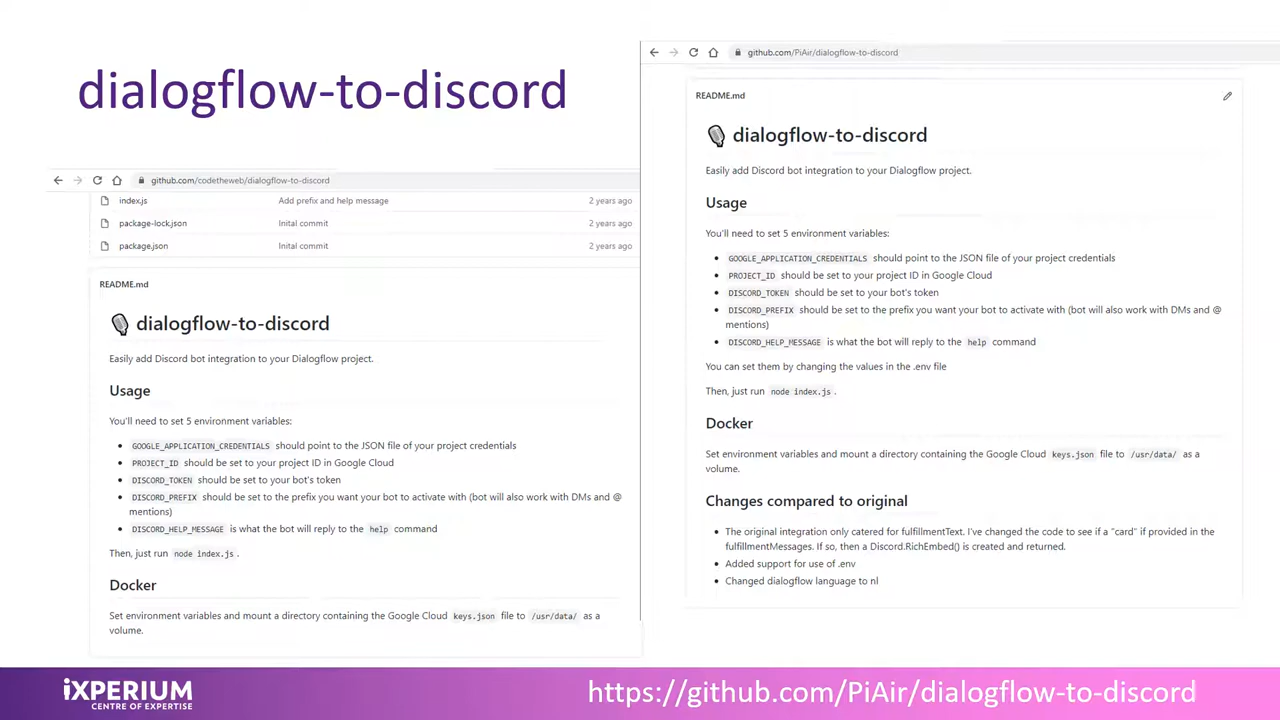 dialogflow-to-discord
github.com/codetheweb/dialogflow-to-discord
index.js Add prefix and help message 2 years ago
package-lock.json Inital commit 2 years ago
package.json Inital commit 2 years ago
README.md
dialogflow-to-discord
Easily add Discord bot integration to your Dialogflow project.
Usage
You'll need to set 5 environment variables:
GOOGLE_APPLICATION_CREDENTIALS should point to the JSON file of your project credentials
PROJECT_ID should be set to your project ID in Google Cloud
DISCORD_TOKEN should be set to your bot's token
DISCORD_PREFIX should be set to the prefix you want your bot to activate with (bot will also work with DMs and @
mentions)
DISCORD_HELP_MESSAGE is what the bot will reply to the help command
Then, just run node index.js.
Docker
Set environment variables and mount a directory containing the Google Cloud keys.json file to /usr/data/ as a
volume.
github.com/PiAir/dialogflow-to-discord
README.md
dialogflow-to-discord
Easily add Discord bot integration to your Dialogflow project.
Usage
You'll need to set 5 environment variables:
GOOGLE_APPLICATION_CREDENTIALS should point to the JSON file of your project credentials
PROJECT_ID should be set to your project ID in Google Cloud
DISCORD_TOKEN should be set to your bot's token
DISCORD_PREFIX should be set to the prefix you want your bot to activate with (bot will also work with DMs and @
mentions)
DISCORD_HELP_MESSAGE is what the bot will reply to the help command
You can set them by changing the values in the .env file
Then, just run node index.js.
Docker
Set environment variables and mount a directory containing the Google Cloud keys.json file to /usr/data/ as a
volume.
Changes compared to original
The original integration only catered for fulfillmentText. I've changed the code to see if a "card" if provided in the
fulfillmentMessages. If so, then a Discord.RichEmbed() is created and returned.
Added support for use of .env
Changed dialogflow language to nl
iXPERIUM
CENTRE OF EXPERTISE
https://github.com/PiAir/dialogflow-to-discord